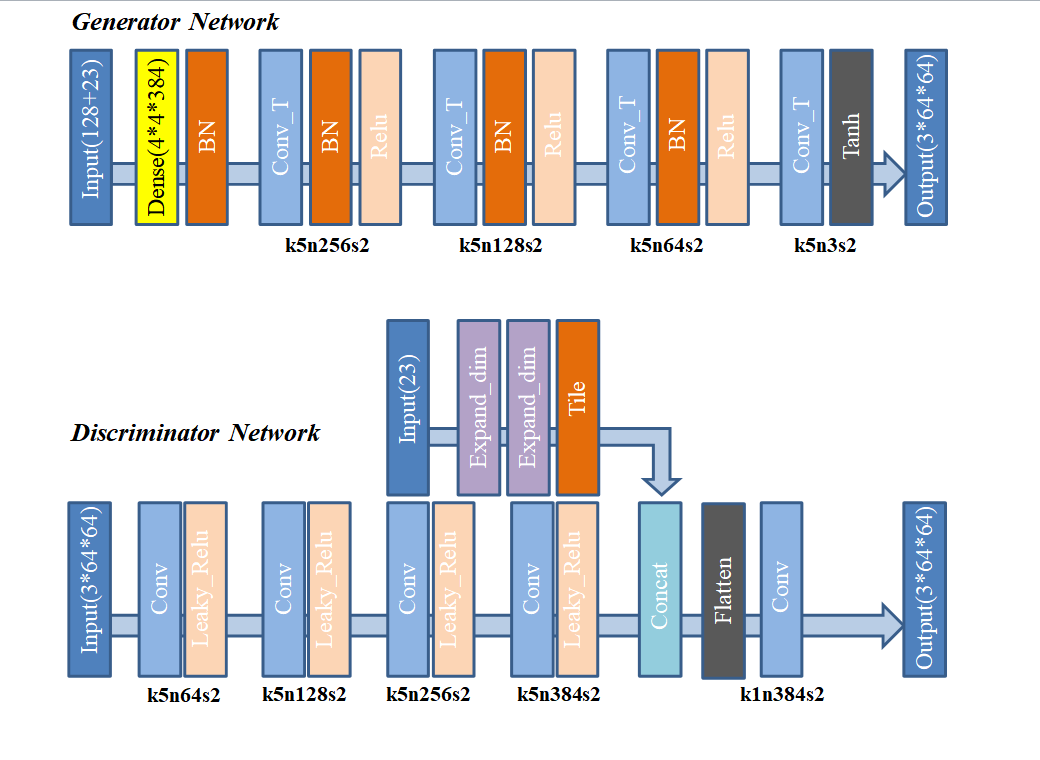 Generator Network
Input(128+23)
Dense(4*4*384)
BN
Conv_T
BN
Relu
Conv_T
BN
Relu
Conv_T
BN
Relu
Conv_T
Tanh
Output(3*64*64)
k5n256s2
k5n128s2
k5n64s2
k5n3s2
Input(23)
Expand_dim
Expand_dim
Tile
Discriminator Network
Input(3*64*64)
Conv
Leaky_Relu
Conv
Leaky_Relu
Conv
Leaky_Relu
Conv
Leaky_Relu
Concat
Flatten
Conv
Output(3*64*64)
k5n64s2
k5n128s2
k5n256s2
k5n384s2
k1n384s2